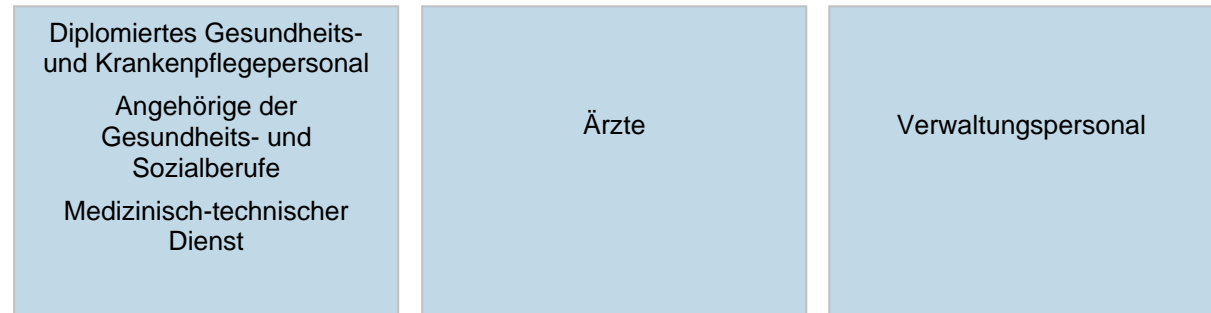 Diplomiertes Gesundheits-
und Krankenpflegepersonal
Angehörige der
Gesundheits- und
Sozialberufe
Medizinisch-technischer
Dienst
Ärzte
Verwaltungspersonal